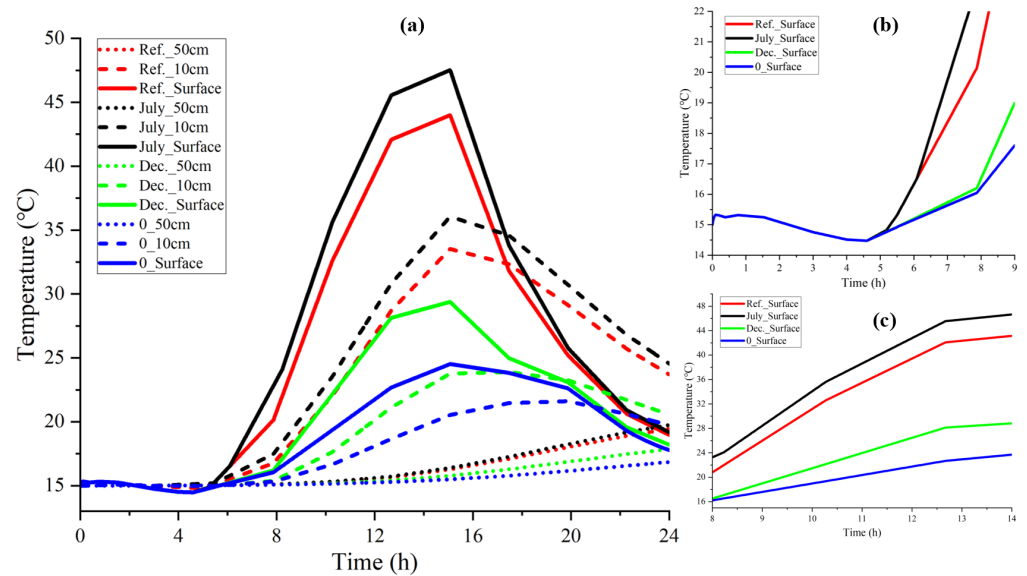 (a)
50
45
40
35
30
25
20
15
Temperature (°C)
Ref._50cm
Ref._10cm
Ref._Surface
July_50cm
July_10cm
July_Surface
Dec._50cm
Dec._10cm
Dec._Surface
0_50cm
0_10cm
0_Surface
0 4 8 12 16 20 24
Time (h)
(b)
22
21
20
19
18
17
16
15
14
Temperature (°C)
Ref._Surface
July_Surface
Dec._Surface
0_Surface
0 1 2 3 4 5 6 7 8 9
Time (h)
(c)
48
44
40
36
32
28
24
20
16
Temperature (°C)
Ref._Surface
July_Surface
Dec._Surface
0_Surface
8 9 10 11 12 13 14
Time (h)